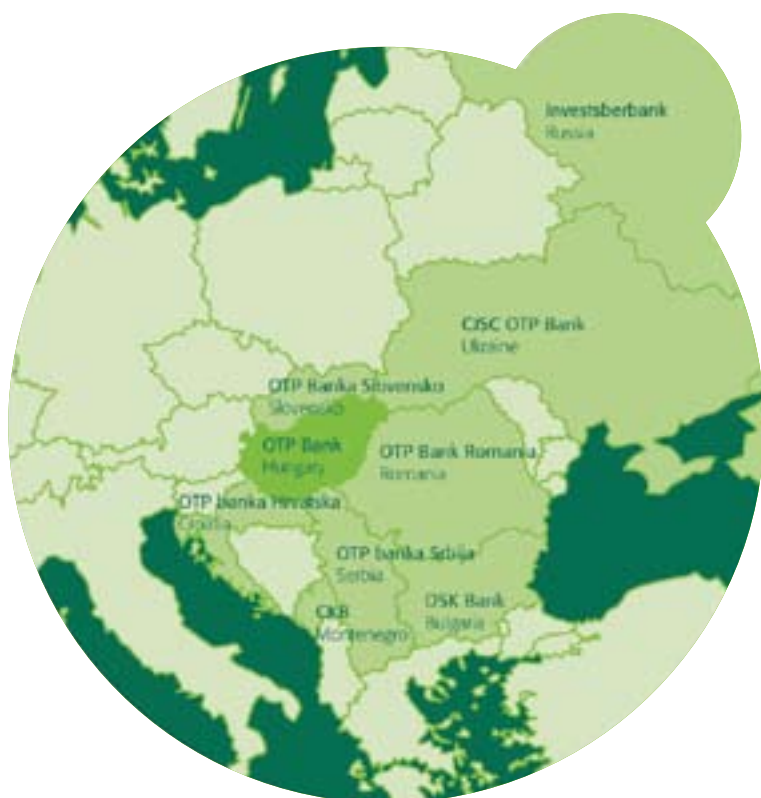 Investsberbank
Russia
CJSC OTP Bank
Ukraine
OTP Banka Slovensko
Slovensko
OTP Bank
Hungary
OTP Bank Romania
Romania
OTP banka Hrvatska
Croatia
OTP banka Srbija
Serbia
CKB
Montenegro
DSK Bank
Bulgaria